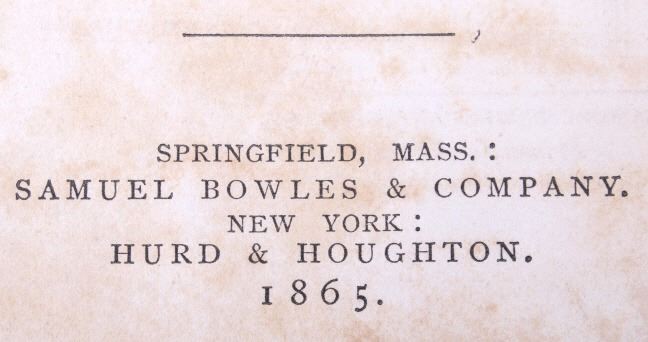 SPRINGFIELD, MASS.:
SAMUEL BOWLES & COMPANY.
NEW YORK:
HURD & HOUGHTON.
1865.